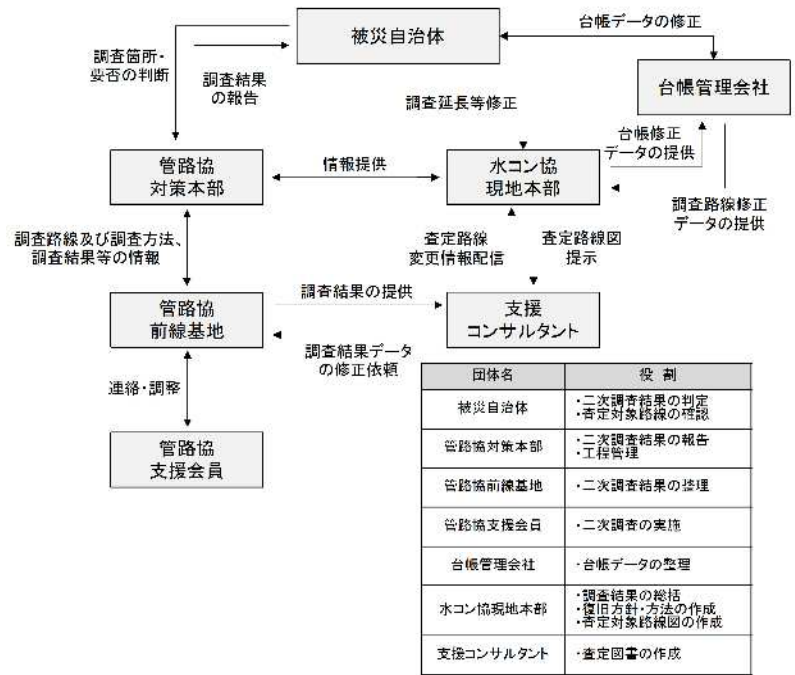 被災自治体
台帳データの修正
調査箇所・
要否の判断
調査結果
の報告
台帳管理会社
調査延長等修正
台帳修正
データの提供
管路協
対策本部
情報提供
水コン協
現地本部
調査路線修正
データの提供
調査路線及び調査方法、
調査結果等の情報
査定路線
変更情報配信
査定路線図
提示
管路協
前線基地
調査結果の提供
支援
コンサルタント
調査結果データ
の修正依頼
連絡・調整
管路協
支援会員
団体名 役割
被災自治体 ・二次調査結果の判定
・査定対象路線の確認
管路協対策本部 ・二次調査結果の報告
・工程管理
管路協前線基地 ・二次調査結果の整理
管路協支援会員 ・二次調査の実施
台帳管理会社 ・台帳データの整理
水コン協現地本部 ・調査結果の総括
・復旧方針・方法の作成
・査定対象路線図の作成
支援コンサルタント ・査定図書の作成